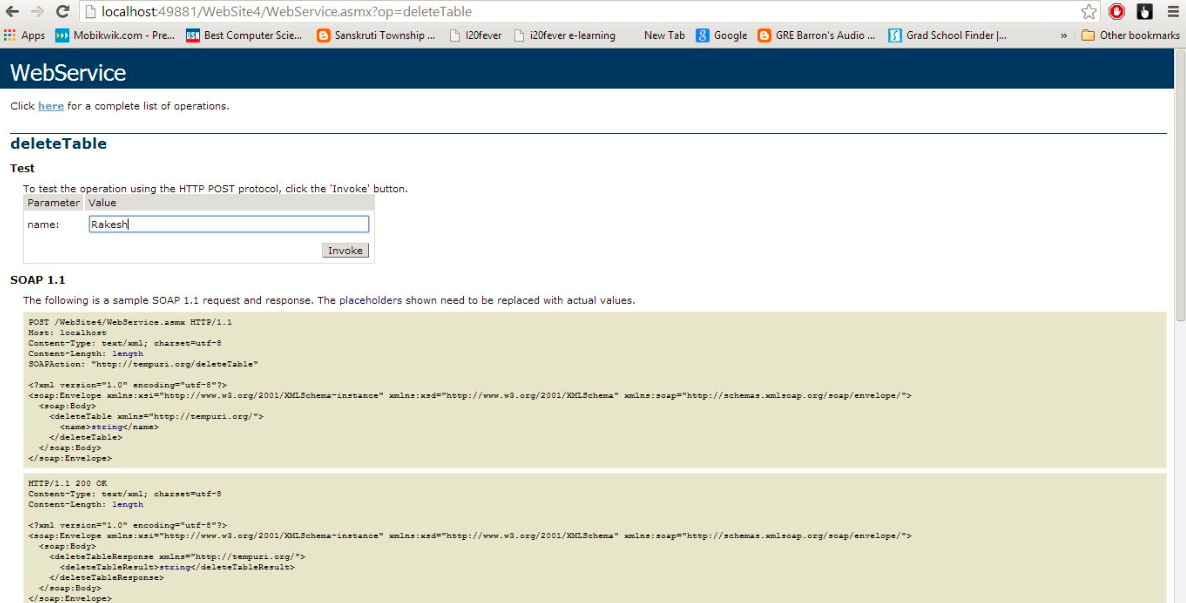 localhost:49881/WebSite4/WebService.asmx?op=deleteTable
Apps Mobikwik.com - Pre... Best Computer Scie... Sanskruti Township ... I20fever i20fever e-learning New Tab Google GRE Barron's Audio ... Grad School Finder |... » Other bookmarks
WebService
Click here for a complete list of operations.
deleteTable
Test
To test the operation using the HTTP POST protocol, click the 'Invoke' button.
Parameter Value
name: Rakesh
Invoke
SOAP 1.1
The following is a sample SOAP 1.1 request and response. The placeholders shown need to be replaced with actual values.
POST /WebSite4/WebService.asmx HTTP/1.1
Host: localhost
Content-Type: text/xml; charset=utf-8
Content-Length: length
SOAPAction: "http://tempuri.org/deleteTable"
<?xml version="1.0" encoding="utf-8"?>
<soap:Envelope xmlns:xsi="http://www.w3.org/2001/XMLSchema-instance" xmlns:xsd="http://www.w3.org/2001/XMLSchema" xmlns:soap="http://schemas.xmlsoap.org/soap/envelope/">
<soap:Body>
<deleteTable xmlns="http://tempuri.org/">
<name>string</name>
</deleteTable>
</soap:Body>
</soap:Envelope>
HTTP/1.1 200 OK
Content-Type: text/xml; charset=utf-8
Content-Length: length
<?xml version="1.0" encoding="utf-8"?>
<soap:Envelope xmlns:xsi="http://www.w3.org/2001/XMLSchema-instance" xmlns:xsd="http://www.w3.org/2001/XMLSchema" xmlns:soap="http://schemas.xmlsoap.org/soap/envelope/">
<soap:Body>
<deleteTableResponse xmlns="http://tempuri.org/">
<deleteTableResult>string</deleteTableResult>
</deleteTableResponse>
</soap:Body>
</soap:Envelope>